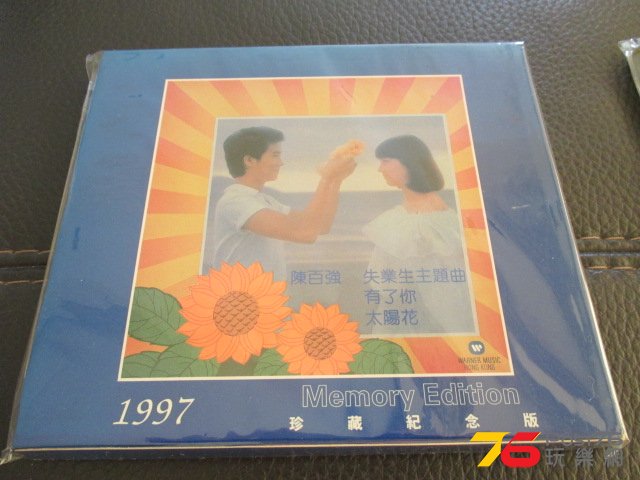 陳百強 失業生主題曲
有了你
太陽花
WARNER MUSIC
HONG KONG
Memory Edition
1997 珍藏紀念版
76
玩樂網